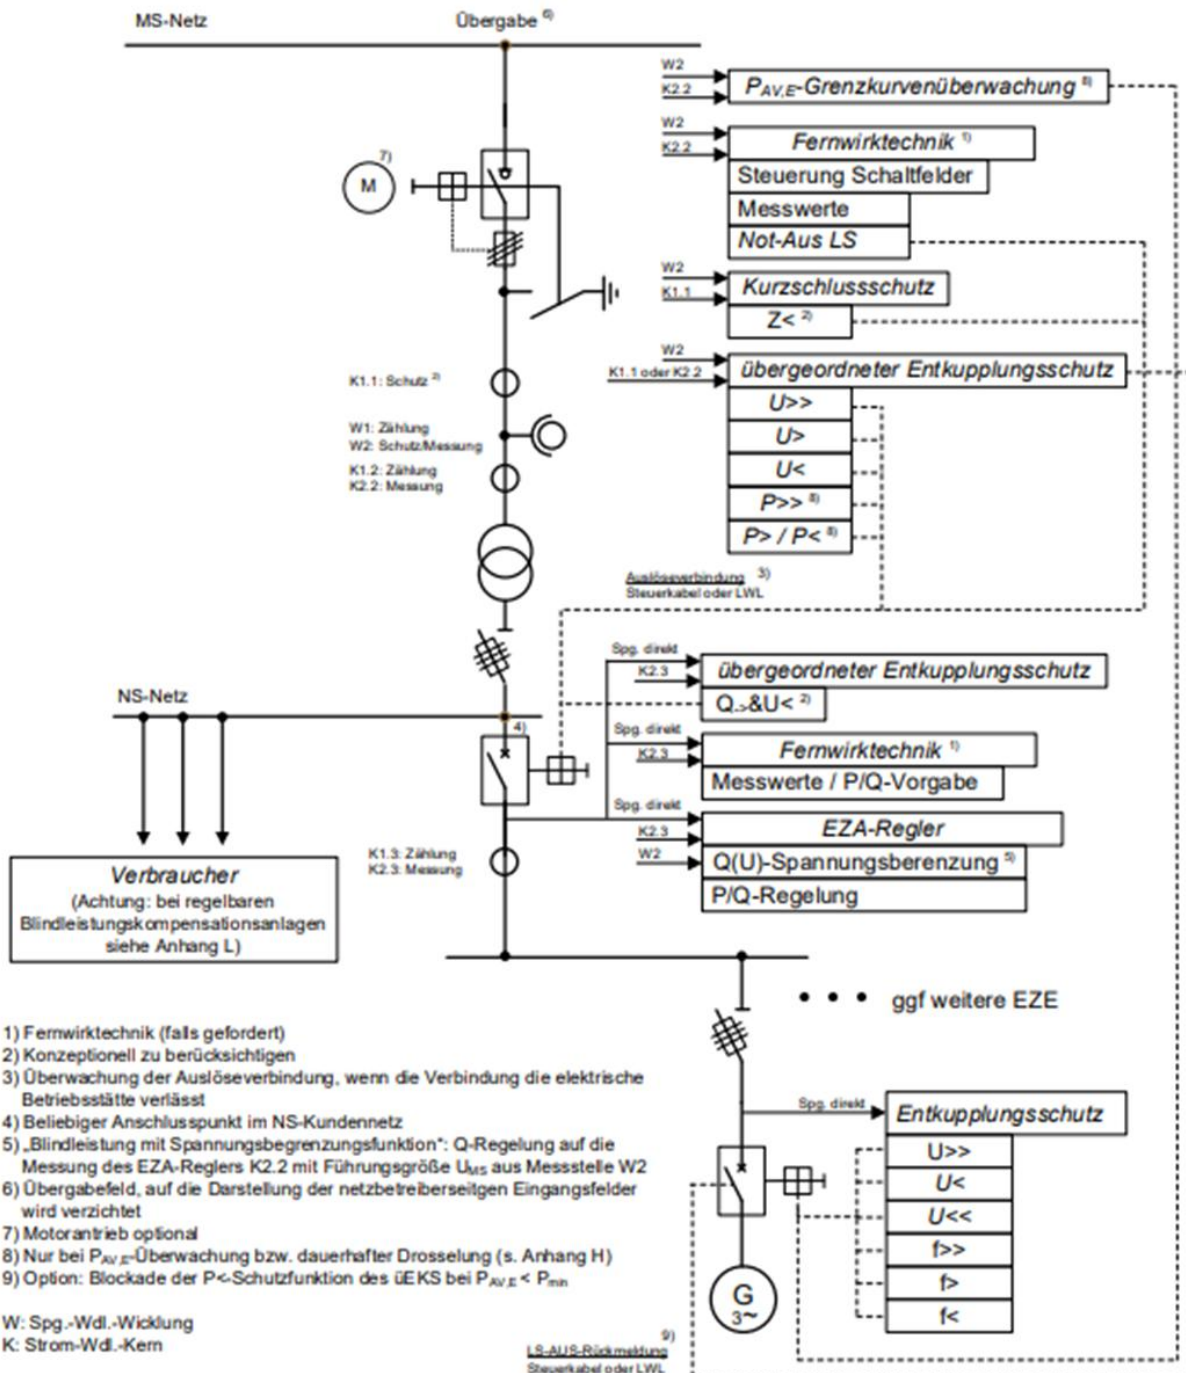 MS-Netz
Übergabe 6)
W2
K2.2
P AV,E-Grenzkurvenüberwachung 8)
W2
K2.2
Fernwirktechnik 1)
Steuerung Schaltfelder
Messwerte
Not-Aus LS
7)
M
W2
K1.1
Kurzschlussschutz
Z< 2)
W2
K1.1 oder K2.2
übergeordneter Entkupplungsschutz
U>>
U>
U<
P>> 8)
P> / P< 8)
K1.1: Schutz 2)
W1: Zählung
W2: Schutz/Messung
K1.2: Zählung
K2.2: Messung
Auslöseverbindung 3)
Steuerkabel oder LWL
Spg. direkt
K2.3
übergeordneter Entkupplungsschutz
Q->&U< 2)
NS-Netz
4)
Spg. direkt
K2.3
Fernwirktechnik 1)
Messwerte / P/Q-Vorgabe
Spg. direkt
K2.3
W2
EZA-Regler
Q(U)-Spannungsberenzung 5)
P/Q-Regelung
K1.3: Zählung
K2.3: Messung
Verbraucher
(Achtung: bei regelbaren
Blindleistungskompensationsanlagen
siehe Anhang L)
ggf weitere EZE
1) Fernwirktechnik (falls gefordert)
2) Konzeptionell zu berücksichtigen
3) Überwachung der Auslöseverbindung, wenn die Verbindung die elektrische
Betriebsstätte verlässt
4) Beliebiger Anschlusspunkt im NS-Kundennetz
5) „Blindleistung mit Spannungsbegrenzungsfunktion": Q-Regelung auf die
Messung des EZA-Reglers K2.2 mit Führungsgröße UMS aus Messstelle W2
6) Übergabefeld, auf die Darstellung der netzbetreiberseitgen Eingangsfelder
wird verzichtet
7) Motorantrieb optional
8) Nur bei PAV,E-Überwachung bzw. dauerhafter Drosselung (s. Anhang H)
9) Option: Blockade der P<-Schutzfunktion des üEKS bei PAV,E < Pmin
W: Spg.-Wdl.-Wicklung
K: Strom-Wdl.-Kern
Spg. direkt
Entkupplungsschutz
U>>
U<
U<<
f>>
f>
f<
G
3~
9)
LS-AUS-Rückmeldung
Steuerkabel oder LWL